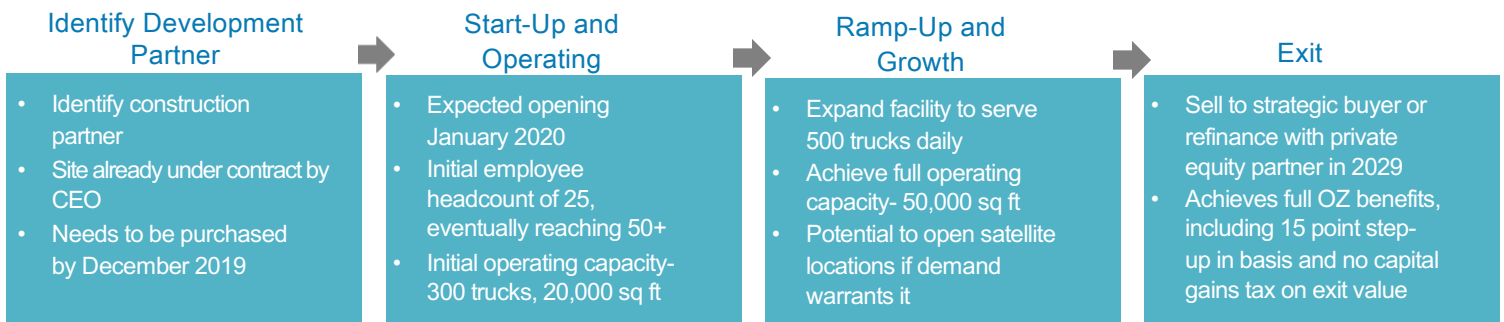 Identify Development
Partner
• Identify construction
partner
• Site already under contract by
CEO
• Needs to be purchased
by December 2019
Start-Up and
Operating
• Expected opening
January 2020
• Initial employee
headcount of 25,
eventually reaching 50+
• Initial operating capacity-
300 trucks, 20,000 sq ft
Ramp-Up and
Growth
• Expand facility to serve
500 trucks daily
• Achieve full operating
capacity- 50,000 sq ft
• Potential to open satellite
locations if demand
warrants it
Exit
• Sell to strategic buyer or
refinance with private
equity partner in 2029
• Achieves full OZ benefits,
including 15 point step-
up in basis and no capital
gains tax on exit value